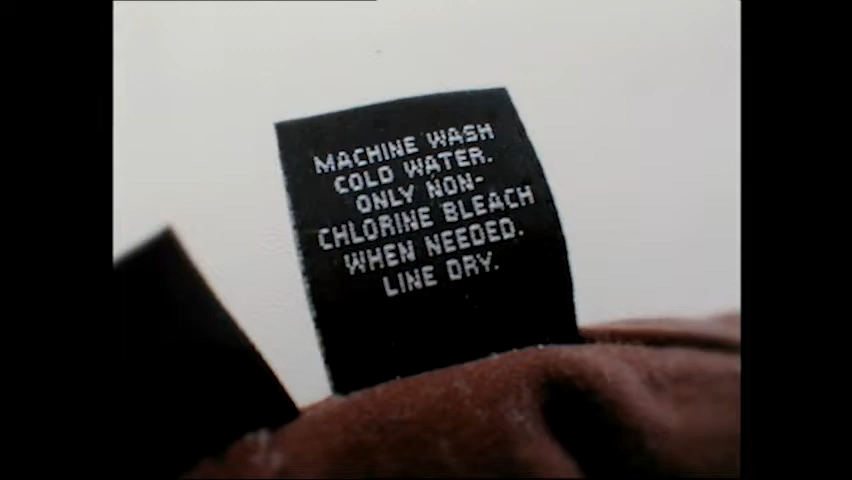 MACHINE WASH
COLD WATER.
ONLY NON-
CHLORINE BLEACH
WHEN NEEDED.
LINE DRY.